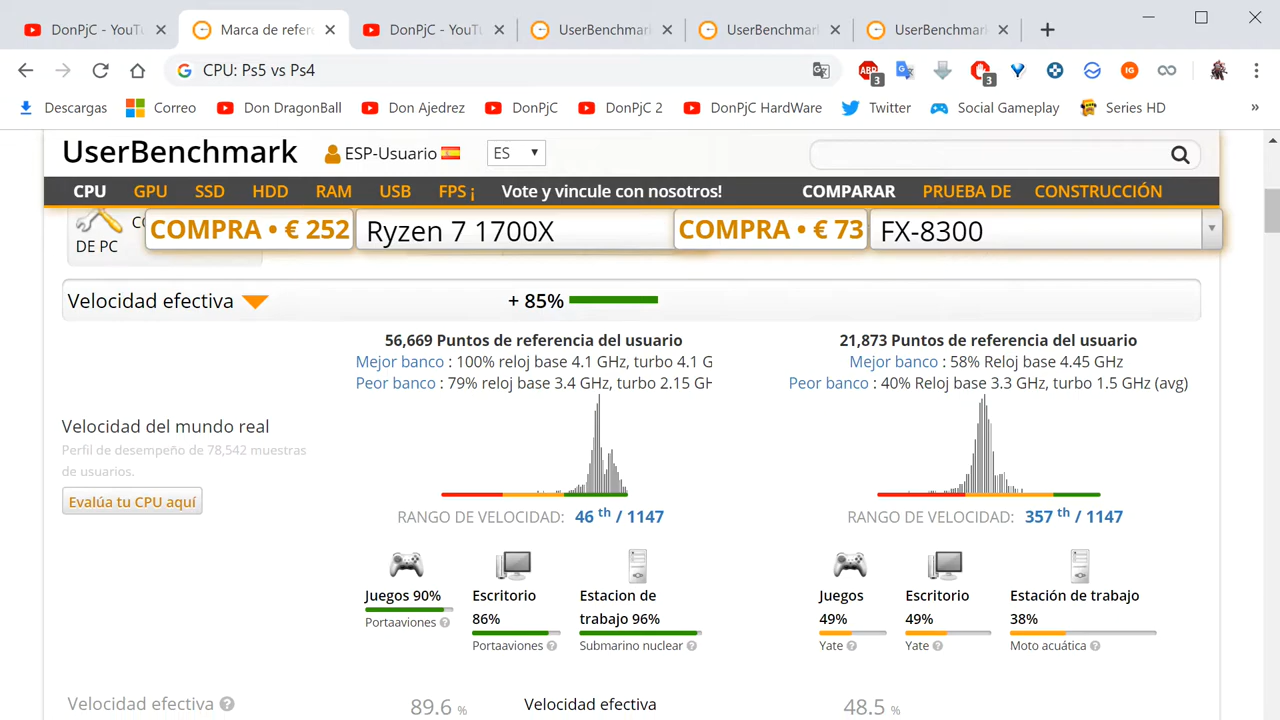 DonPjC - YouTu
Marca de refere
DonPjC - YouTu
UserBenchmark
UserBenchmark
UserBenchmark
CPU: Ps5 vs Ps4
ABP 3
3
IG
Descargas
Correo
Don DragonBall
Don Ajedrez
DonPjC
DonPjC 2
DonPjC HardWare
Twitter
Social Gameplay
Series HD
»
UserBenchmark
ESP-Usuario
ES
CPU GPU SSD HDD RAM USB FPS ¡ Vote y vincule con nosotros! COMPARAR PRUEBA DE CONSTRUCCIÓN
DE PC
COMPRA • € 252
Ryzen 7 1700X
COMPRA • € 73
FX-8300
Velocidad efectiva
+ 85%
56,669 Puntos de referencia del usuario
Mejor banco : 100% reloj base 4.1 GHz, turbo 4.1 G
Peor banco : 79% reloj base 3.4 GHz, turbo 2.15 GH
21,873 Puntos de referencia del usuario
Mejor banco : 58% Reloj base 4.45 GHz
Peor banco : 40% Reloj base 3.3 GHz, turbo 1.5 GHz (avg)
Velocidad del mundo real
Perfil de desempeño de 78,542 muestras
de usuarios.
Evalúa tu CPU aquí
RANGO DE VELOCIDAD: 46 th / 1147
RANGO DE VELOCIDAD: 357 th / 1147
Juegos 90%
Portaaviones ?
Escritorio
86%
Portaaviones ?
Estacion de
trabajo 96%
Submarino nuclear ?
Juegos
49%
Yate ?
Escritorio
49%
Yate ?
Estación de trabajo
38%
Moto acuática ?
Velocidad efectiva ?
89.6 %
Velocidad efectiva
48.5 %